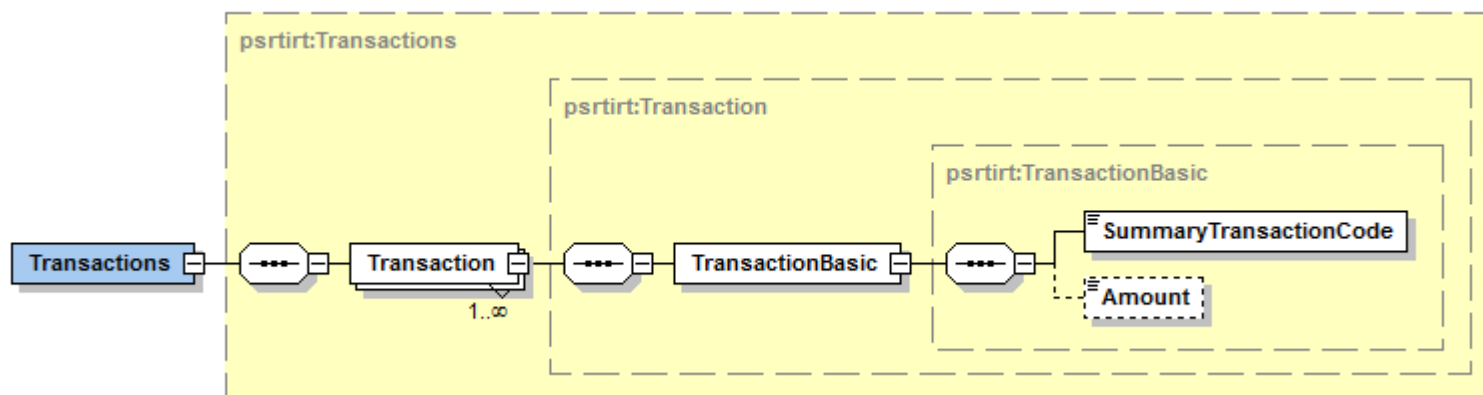 psrtirt:Transactions
psrtirt:Transaction
psrtirt:TransactionBasic
Transactions
Transaction
1..∞
TransactionBasic
SummaryTransactionCode
Amount